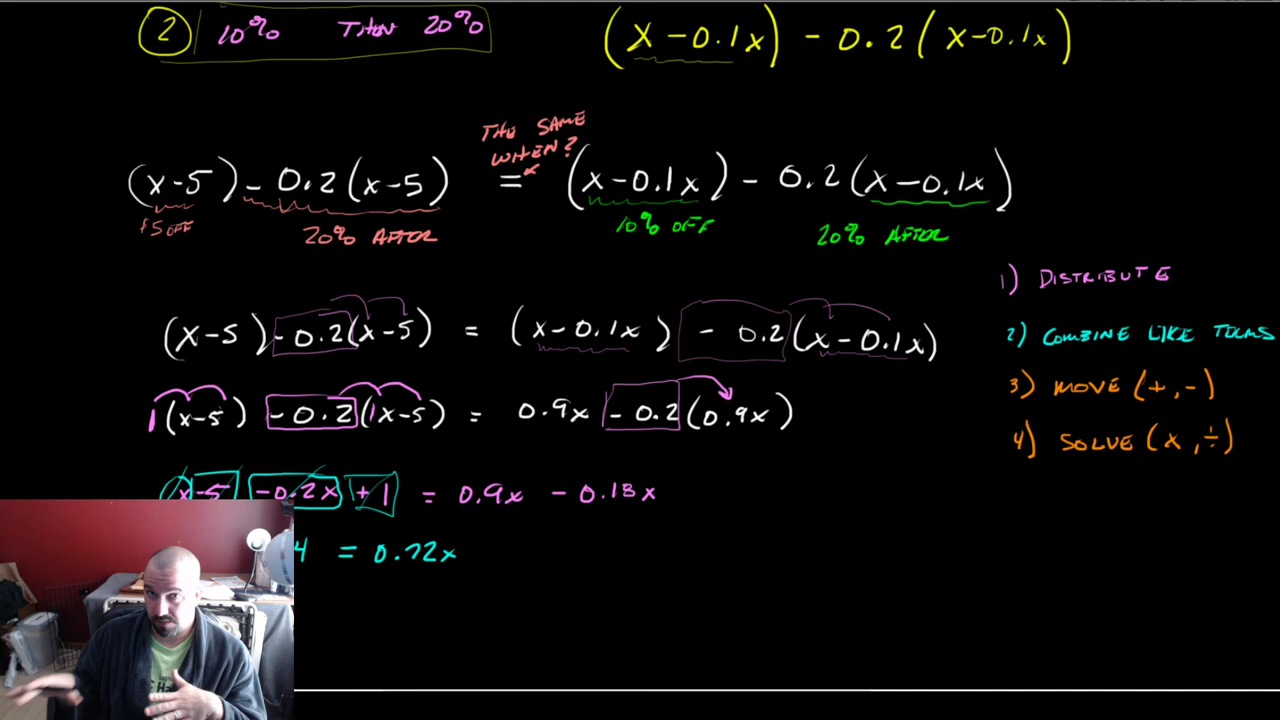 2 10% THEN 20% (x-0.1x) - 0.2(x-0.1x)
THE SAME WHEN?
(x-5) - 0.2(x-5) = (x-0.1x) - 0.2(x-0.1x)
$5 OFF 20% AFTER 10% OFF 20% AFTER
1) DISTRIBUTE
(x-5) - 0.2(x-5) = (x-0.1x) - 0.2(x-0.1x)
2) COMBINE LIKE TERMS
3) MOVE (+,-)
1(x-5) - 0.2(1x-5) = 0.9x - 0.2(0.9x)
4) SOLVE (x,÷)
x-5 -0.2x +1 = 0.9x - 0.18x
4 = 0.72x